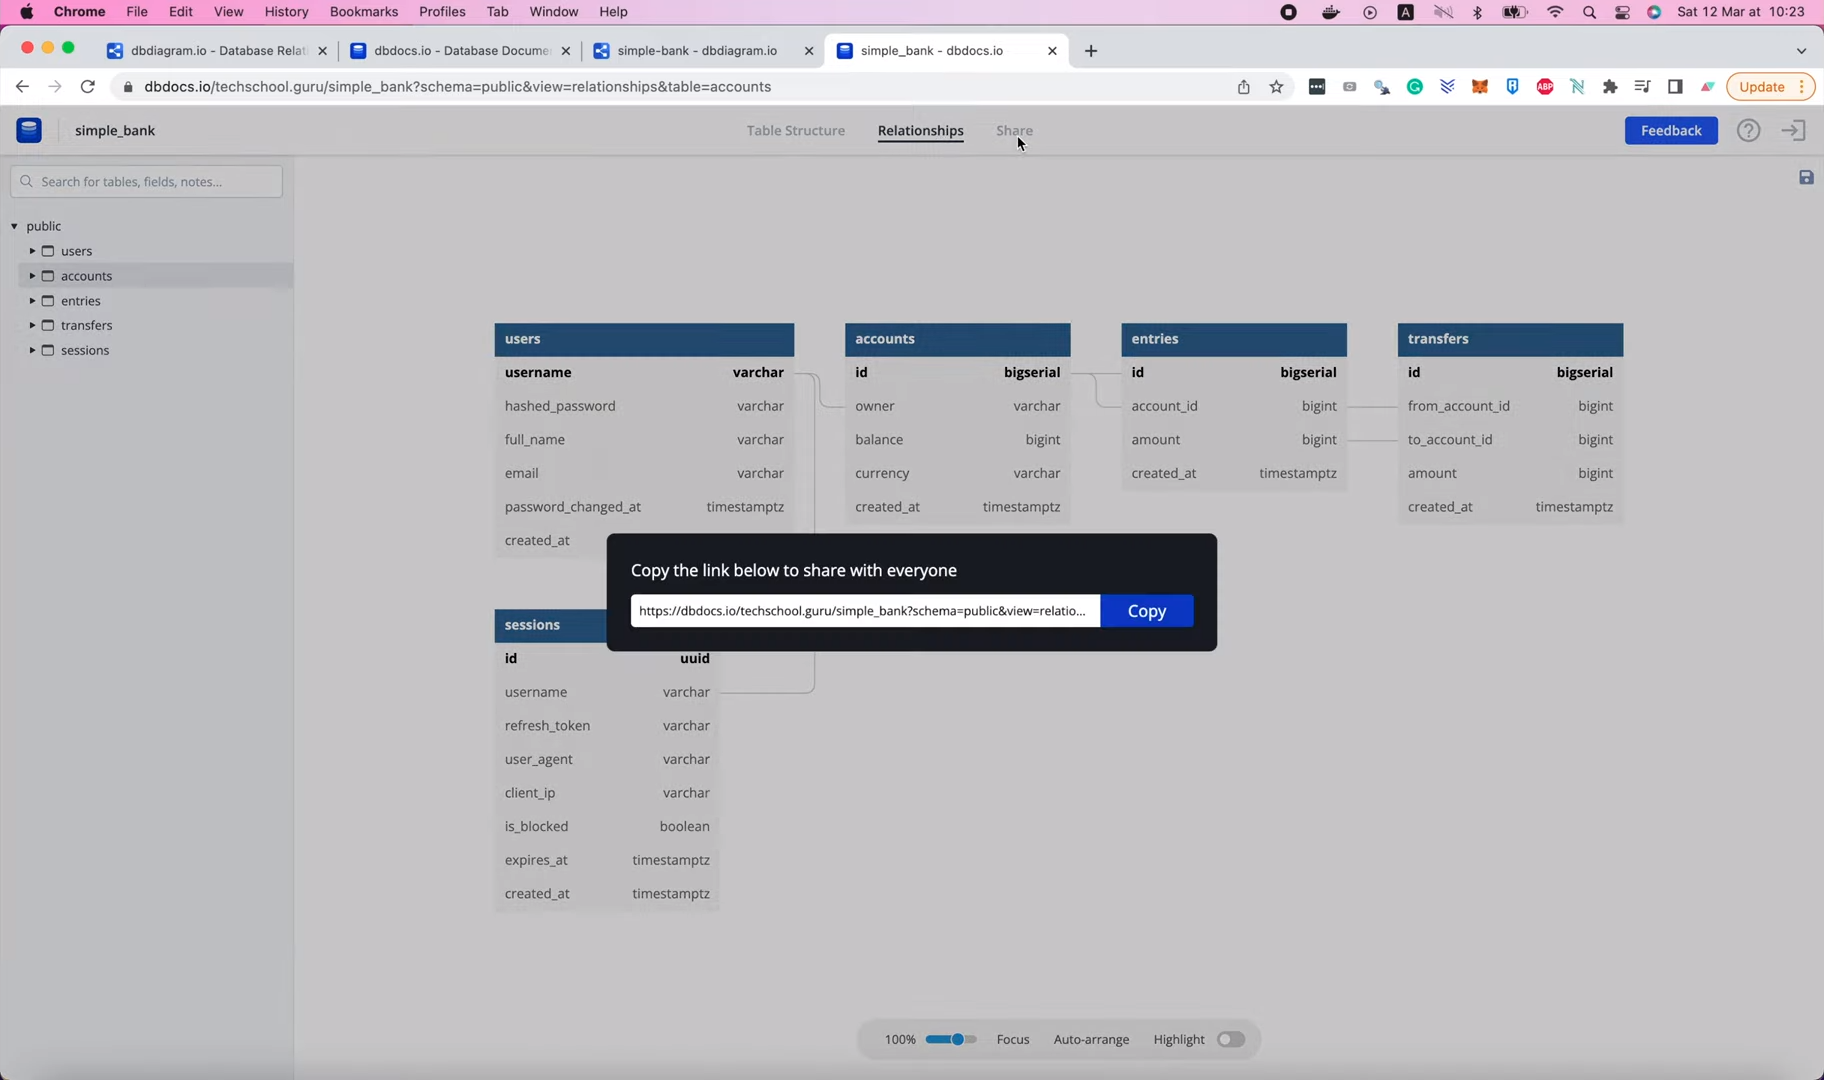 Chrome File Edit View History Bookmarks Profiles Tab Window Help A Sat 12 Mar at 10:23
dbdiagram.io - Database Relat dbdocs.io - Database Docume simple-bank - dbdiagram.io simple_bank - dbdocs.io
dbdocs.io/techschool.guru/simple_bank?schema=public&view=relationships&table=accounts ABP Update
simple_bank Table Structure Relationships Share Feedback ?
Search for tables, fields, notes...
public
users
accounts
entries
transfers
sessions
users
username varchar
hashed_password varchar
full_name varchar
email varchar
password_changed_at timestamptz
created_at
accounts
id bigserial
owner varchar
balance bigint
currency varchar
created_at timestamptz
entries
id bigserial
account_id bigint
amount bigint
created_at timestamptz
transfers
id bigserial
from_account_id bigint
to_account_id bigint
amount bigint
created_at timestamptz
Copy the link below to share with everyone
https://dbdocs.io/techschool.guru/simple_bank?schema=public&view=relatio... Copy
sessions
id uuid
username varchar
refresh_token varchar
user_agent varchar
client_ip varchar
is_blocked boolean
expires_at timestamptz
created_at timestamptz
100% Focus Auto-arrange Highlight